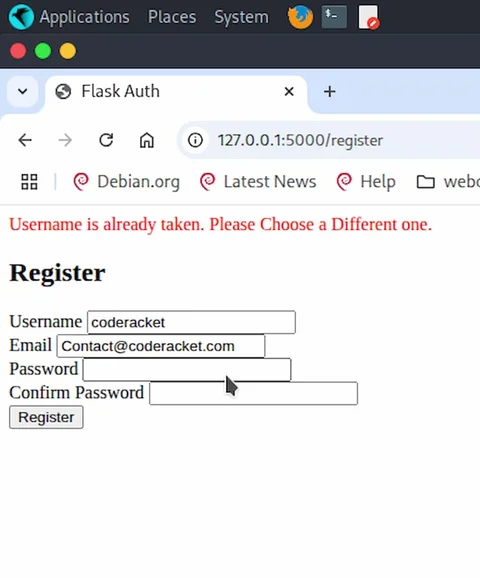 Applications Places System
Flask Auth
127.0.0.1:5000/register
Debian.org Latest News Help webc
Username is already taken. Please Choose a Different one.
Register
Username coderacket
Email Contact@coderacket.com
Password
Confirm Password
Register